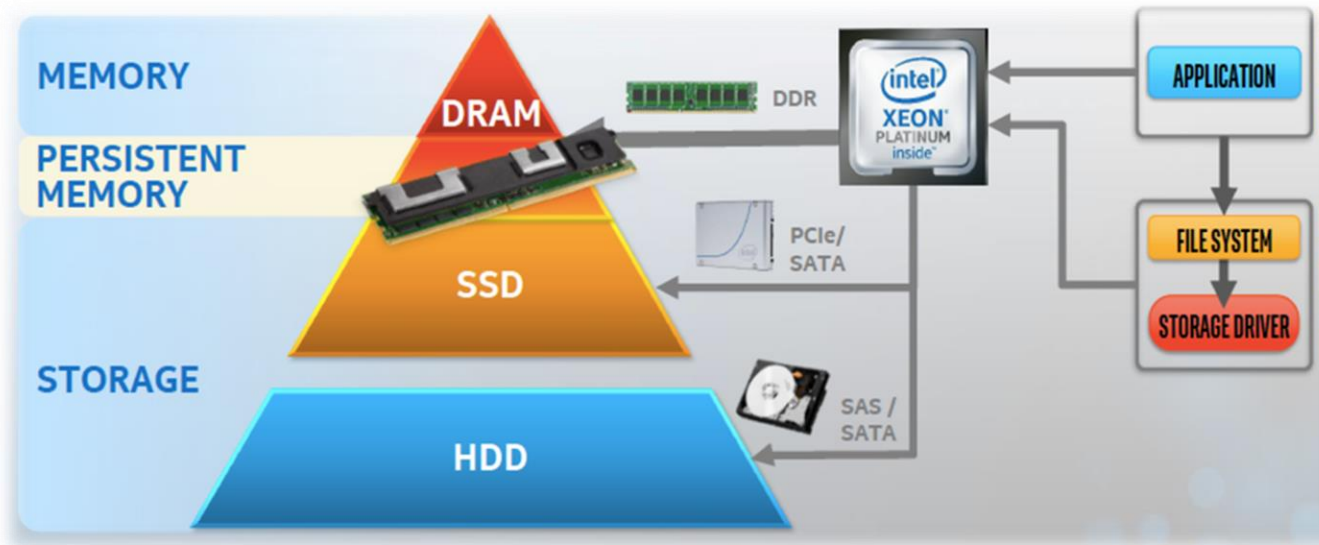 MEMORY
PERSISTENT
MEMORY
STORAGE
DRAM
SSD
HDD
DDR
PCIe/
SATA
SAS /
SATA
intel
XEON®
PLATINUM
inside™
APPLICATION
FILE SYSTEM
STORAGE DRIVER